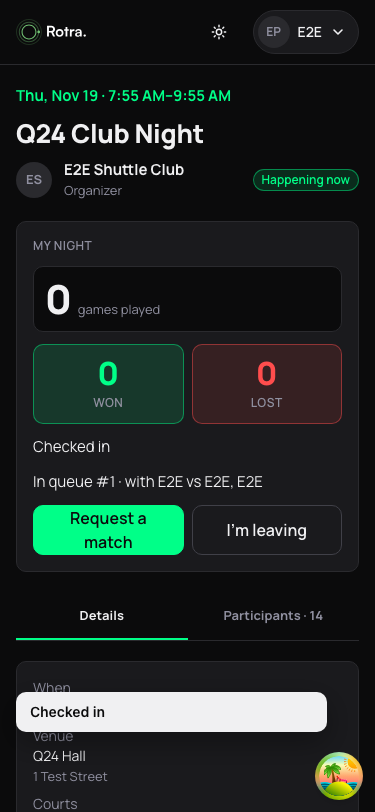 Rotra.
EP
E2E
Thu, Nov 19 · 7:55 AM–9:55 AM
Q24 Club Night
ES
E2E Shuttle Club
Organizer
Happening now
MY NIGHT
0 games played
0
WON
0
LOST
Checked in
In queue #1 · with E2E vs E2E, E2E
Request a
match
I'm leaving
Details
Participants · 14
When
Checked in
Venue
Q24 Hall
1 Test Street
Courts